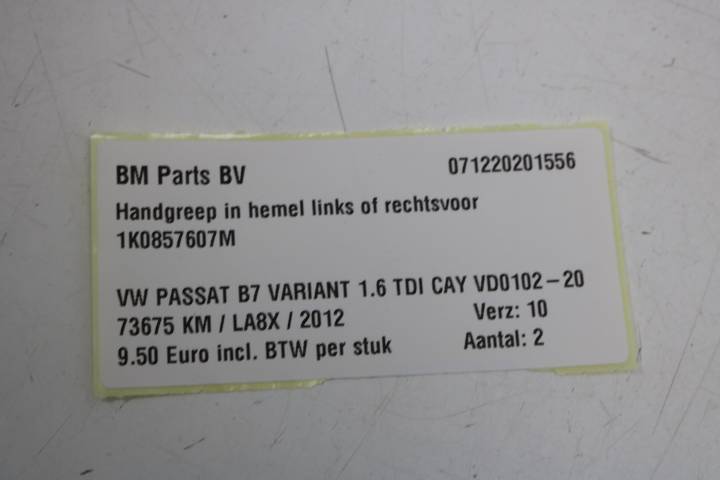 BM Parts BV 071220201556
Handgreep in hemel links of rechtsvoor
1K0857607M
VW PASSAT B7 VARIANT 1.6 TDI CAY VD0102-20
73675 KM / LA8X / 2012 Verz: 10
9.50 Euro incl. BTW per stuk Aantal: 2